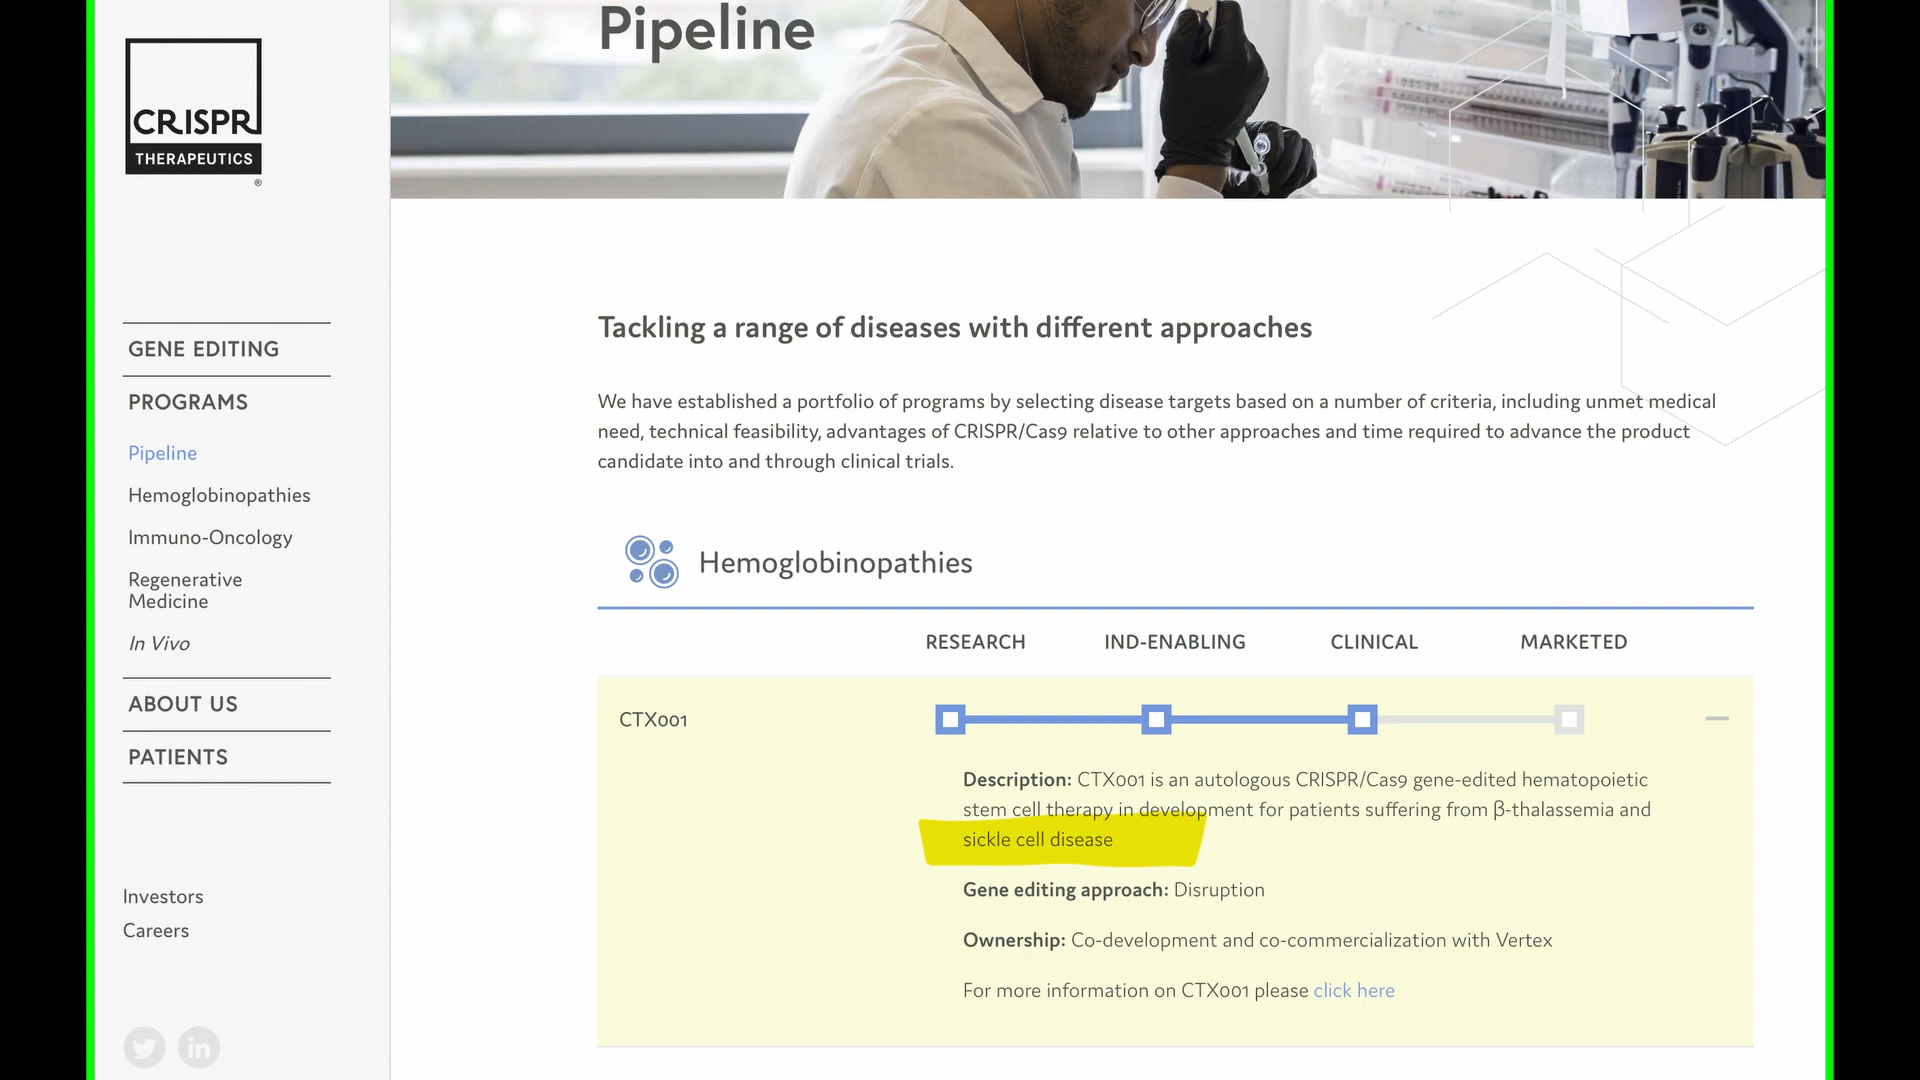 CRISPR
THERAPEUTICS
®
GENE EDITING
PROGRAMS
Pipeline
Hemoglobinopathies
Immuno-Oncology
Regenerative
Medicine
In Vivo
ABOUT US
PATIENTS
Investors
Careers
in
Pipeline
Tackling a range of diseases with different approaches
We have established a portfolio of programs by selecting disease targets based on a number of criteria, including unmet medical
need, technical feasibility, advantages of CRISPR/Cas9 relative to other approaches and time required to advance the product
candidate into and through clinical trials.
Hemoglobinopathies
RESEARCH IND-ENABLING CLINICAL MARKETED
CTX001
Description: CTX001 is an autologous CRISPR/Cas9 gene-edited hematopoietic
stem cell therapy in development for patients suffering from β-thalassemia and
sickle cell disease
Gene editing approach: Disruption
Ownership: Co-development and co-commercialization with Vertex
For more information on CTX001 please click here